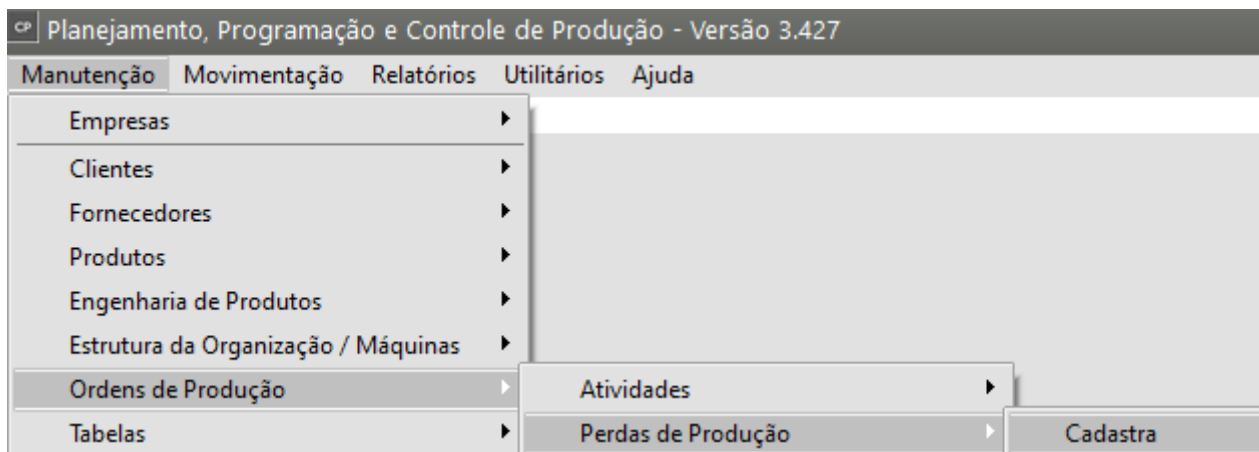 CP Planejamento, Programação e Controle de Produção - Versão 3.427
Manutenção Movimentação Relatórios Utilitários Ajuda
Empresas
Clientes
Fornecedores
Produtos
Engenharia de Produtos
Estrutura da Organização / Máquinas
Ordens de Produção Atividades
Tabelas Perdas de Produção Cadastra